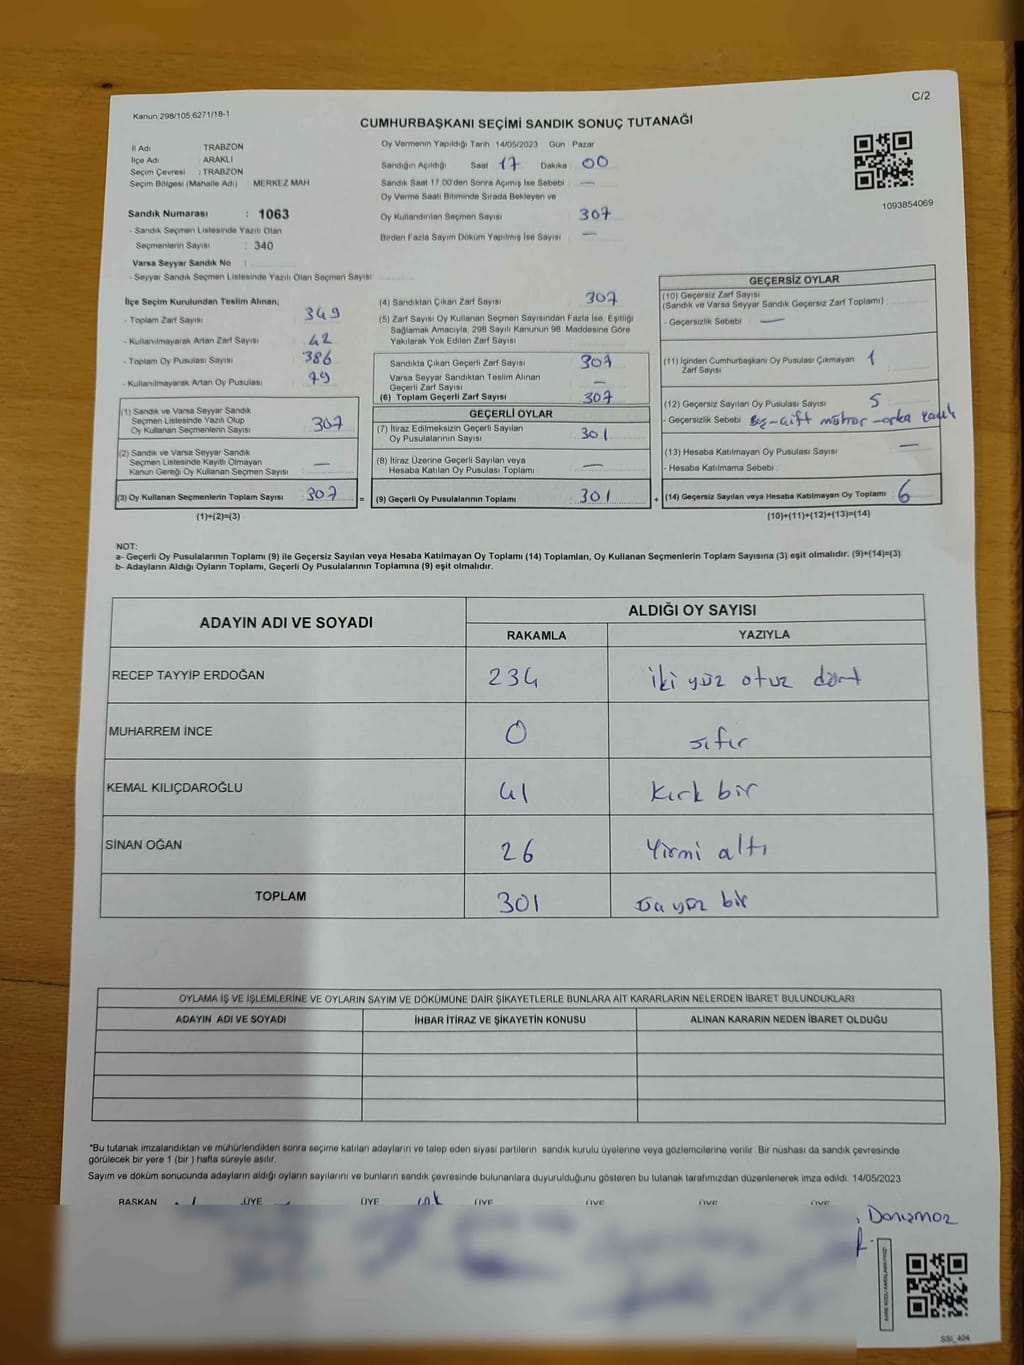 C/2
Kanun.298/105,6271/18-1
CUMHURBAŞKANI SEÇİMİ SANDIK SONUÇ TUTANAĞI
İl Adı TRABZON
İlçe Adı ARAKLI
Seçim Çevresi : TRABZON
Seçim Bölgesi (Mahalle Adı) : MERKEZ MAH
Sandık Numarası : 1063
- Sandık Seçmen Listesinde Yazılı Olan
Seçmenlerin Sayısı : 340
Varsa Seyyar Sandık No :
- Seyyar Sandık Seçmen Listesinde Yazılı Olan Seçmen Sayısı:
Oy Vermenin Yapıldığı Tarih : 14/05/2023 Gün : Pazar
Sandığın Açıldığı Saat 17 Dakika : 00
Sandık Saat 17.00'den Sonra Açımış İse Sebebi : —
Oy Verme Saati Bitiminde Sırada Bekleyen ve
Oy Kullandırılan Seçmen Sayısı 307
Birden Fazla Sayım Döküm Yapılmış İse Sayısı : —
1093854069
İlçe Seçim Kurulundan Teslim Alınan;
- Toplam Zarf Sayısı : 349
- Kullanılmayarak Artan Zarf Sayısı : 42
- Toplam Oy Pusulası Sayısı : 386
- Kullanılmayarak Artan Oy Pusulası : 79
(1) Sandık ve Varsa Seyyar Sandık
Seçmen Listesinde Yazılı Olup
Oy Kullanan Seçmenlerin Sayısı : 307
(2) Sandık ve Varsa Seyyar Sandık
Seçmen Listesinde Kayıtlı Olmayan
Kanun Gereği Oy Kullanan Seçmen Sayısı : —
(3) Oy Kullanan Seçmenlerin Toplam Sayısı : 307 =
(1)+(2)=(3)
(4) Sandıktan Çıkan Zarf Sayısı : 307
(5) Zarf Sayısı Oy Kullanan Seçmen Sayısından Fazla İse, Eşitliği
Sağlamak Amacıyla, 298 Sayılı Kanunun 98. Maddesine Göre
Yakılarak Yok Edilen Zarf Sayısı :
Sandıkta Çıkan Geçerli Zarf Sayısı : 307
Varsa Seyyar Sandıktan Teslim Alınan
Geçerli Zarf Sayısı : —
(6) Toplam Geçerli Zarf Sayısı : 307
GEÇERLİ OYLAR
(7) İtiraz Edilmeksizin Geçerli Sayılan
Oy Pusulalarının Sayısı : 301
(8) İtiraz Üzerine Geçerli Sayılan veya
Hesaba Katılan Oy Pusulası Toplamı : —
(9) Geçerli Oy Pusulalarının Toplamı : 301 +
GEÇERSİZ OYLAR
(10) Geçersiz Zarf Sayısı
(Sandık ve Varsa Seyyar Sandık Geçersiz Zarf Toplamı) :
- Geçersizlik Sebebi : —
(11) İçinden Cumhurbaşkanı Oy Pusulası Çıkmayan 1
Zarf Sayısı :
(12) Geçersiz Sayılan Oy Pusulası Sayısı : 5
- Geçersizlik Sebebi : Boş-Çift mühür -arka
(13) Hesaba Katılmayan Oy Pusulası Sayısı : —
- Hesaba Katılmama Sebebi :
(14) Geçersiz Sayılan veya Hesaba Katılmayan Oy Toplamı : 6
(10)+(11)+(12)+(13)=(14)
NOT:
a- Geçerli Oy Pusulalarının Toplamı (9) ile Geçersiz Sayılan veya Hesaba Katılmayan Oy Toplamı (14) Toplamları, Oy Kullanan Seçmenlerin Toplam Sayısına (3) eşit olmalıdır. (9)+(14)=(3)
b- Adayların Aldığı Oyların Toplamı, Geçerli Oy Pusulalarının Toplamına (9) eşit olmalıdır.
ADAYIN ADI VE SOYADI ALDIĞI OY SAYISI
RAKAMLA YAZIYLA
RECEP TAYYİP ERDOĞAN 234 iki yüz otuz dört
MUHARREM İNCE 0 sıfır
KEMAL KILIÇDAROĞLU 41 kırk bir
SİNAN OĞAN 26 Yirmi altı
TOPLAM 301 yüz bir
OYLAMA İŞ VE İŞLEMLERİNE VE OYLARIN SAYIM VE DÖKÜMÜNE DAİR ŞİKAYETLERLE BUNLARA AİT KARARLARIN NELERDEN İBARET BULUNDUKLARI
ADAYIN ADI VE SOYADI İHBAR İTİRAZ VE ŞİKAYETİN KONUSU ALINAN KARARIN NEDEN İBARET OLDUĞU
*Bu tutanak imzalandıktan ve mühürlendikten sonra seçime katılan adayların ve talep eden siyasi partilerin sandık kurulu üyelerine veya gözlemcilerine verilir. Bir nüshası da sandık çevresinde
görülecek bir yere 1 (bir ) hafta süreyle asılır.
Sayım ve döküm sonucunda adayların aldığı oyların sayılarını ve bunların sandık çevresinde bulunanlara duyurulduğunu gösteren bu tutanak tarafımızdan düzenlenerek imza edildi. 14/05/2023
BAŞKAN ÜYE ÜYE ÜYE ÜYE ÜYE ÜYE
Danışmaz
SSI_404